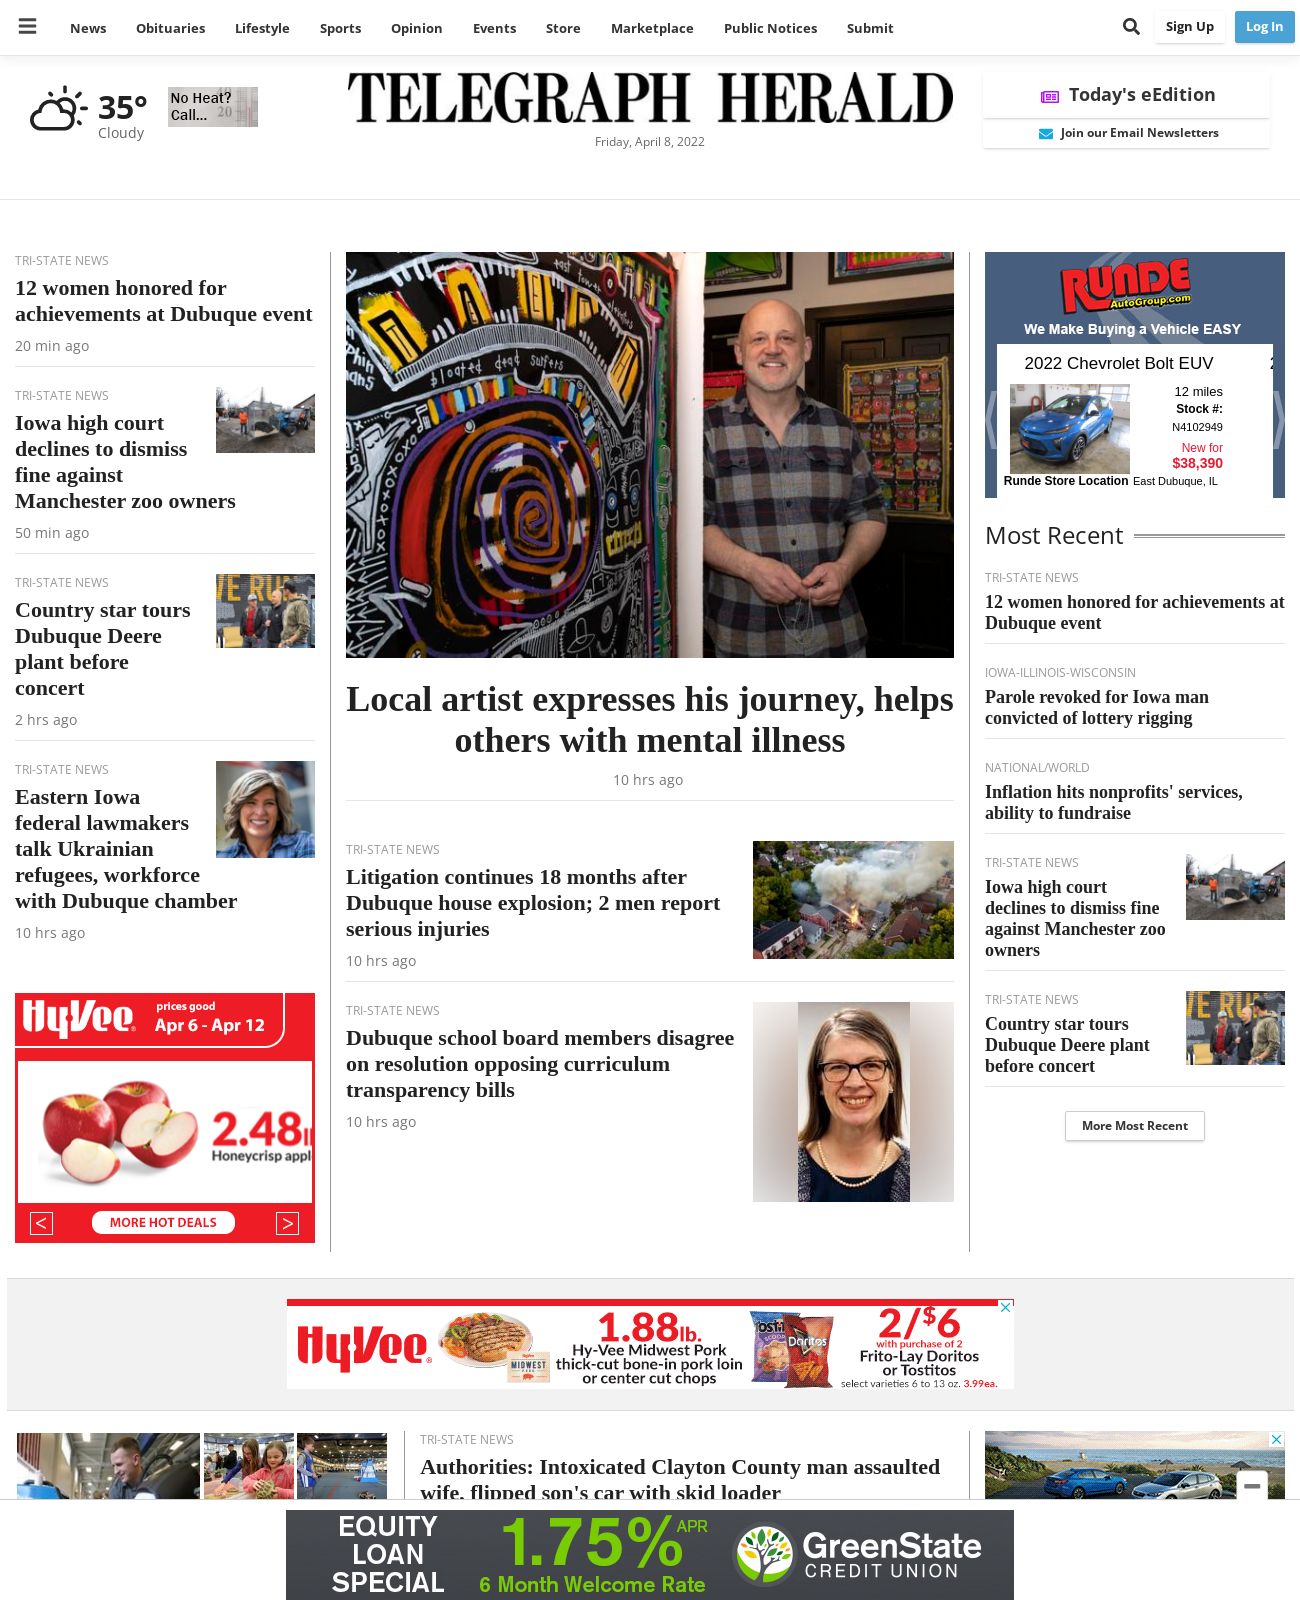 News Obituaries Lifestyle Sports Opinion Events Store Marketplace Public Notices Submit Sign Up Log In
35°
Cloudy
No Heat?
Call...
TELEGRAPH HERALD
Friday, April 8, 2022
Today's eEdition
Join our Email Newsletters
TRI-STATE NEWS
12 women honored for
achievements at Dubuque event
20 min ago
TRI-STATE NEWS
Iowa high court
declines to dismiss
fine against
Manchester zoo owners
50 min ago
TRI-STATE NEWS
Country star tours
Dubuque Deere
plant before
concert
2 hrs ago
TRI-STATE NEWS
Eastern Iowa
federal lawmakers
talk Ukrainian
refugees, workforce
with Dubuque chamber
10 hrs ago
HyVee
prices good
Apr 6 - Apr 12
2.48
Honeycrisp appl
<
MORE HOT DEALS
>
bloated dead surfers
Local artist expresses his journey, helps
others with mental illness
10 hrs ago
TRI-STATE NEWS
Litigation continues 18 months after
Dubuque house explosion; 2 men report
serious injuries
10 hrs ago
TRI-STATE NEWS
Dubuque school board members disagree
on resolution opposing curriculum
transparency bills
10 hrs ago
RUNDE
AutoGroup.com
We Make Buying a Vehicle EASY
2022 Chevrolet Bolt EUV
12 miles
Stock #:
N4102949
New for
$38,390
Runde Store Location East Dubuque, IL
Most Recent
TRI-STATE NEWS
12 women honored for achievements at
Dubuque event
IOWA-ILLINOIS-WISCONSIN
Parole revoked for Iowa man
convicted of lottery rigging
NATIONAL/WORLD
Inflation hits nonprofits' services,
ability to fundraise
TRI-STATE NEWS
Iowa high court
declines to dismiss fine
against Manchester zoo
owners
TRI-STATE NEWS
Country star tours
Dubuque Deere plant
before concert
More Most Recent
HyVee
MIDWEST
PORK
1.88lb.
Hy-Vee Midwest Pork
thick-cut bone-in pork loin
or center cut chops
Doritos
2/$6
with purchase of 2
Frito-Lay Doritos
or Tostitos
select varieties 6 to 13 oz. 3.99ea.
TRI-STATE NEWS
Authorities: Intoxicated Clayton County man assaulted
wife, flipped son's car with skid loader
EQUITY
LOAN
SPECIAL
1.75% APR
6 Month Welcome Rate
GreenState
CREDIT UNION